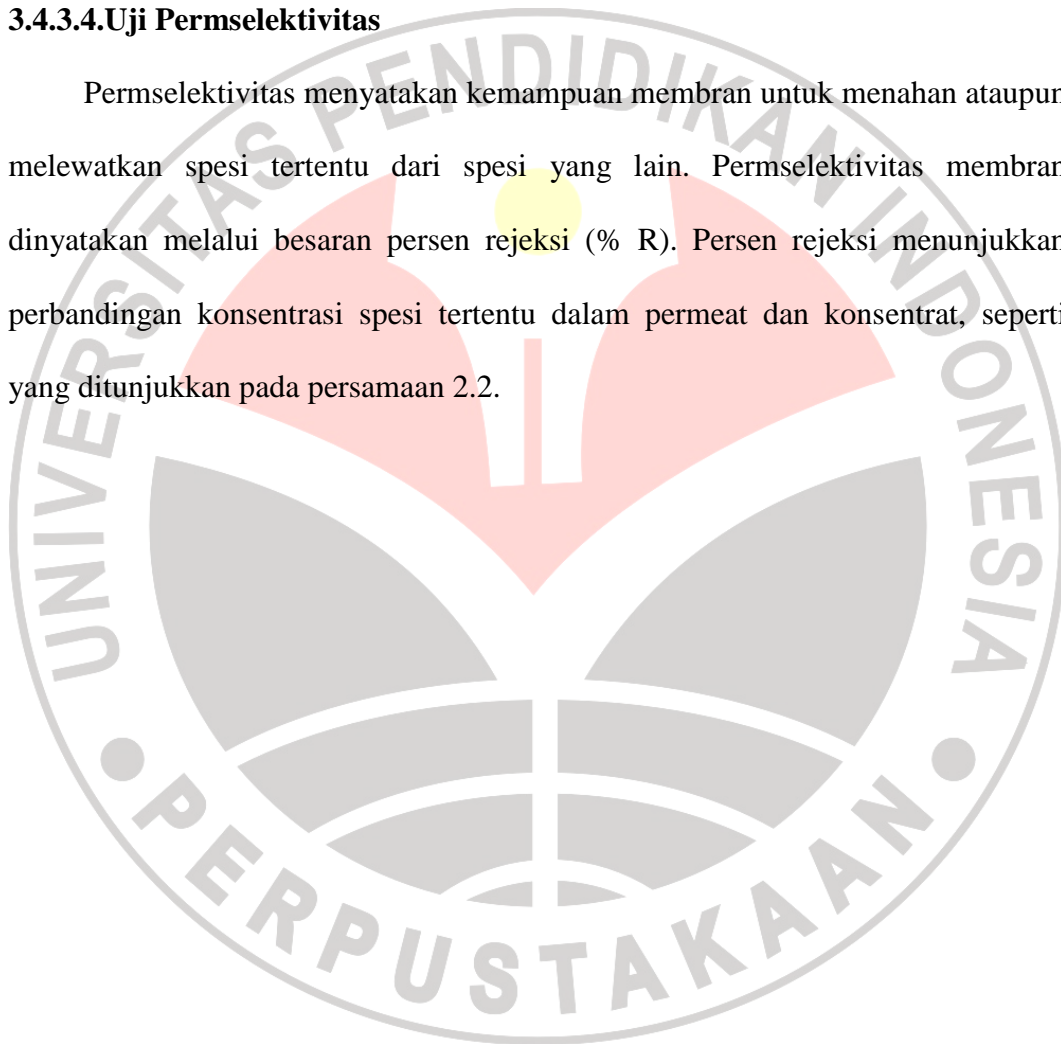 3.4.3.4.Uji Permselektivitas
Permselektivitas menyatakan kemampuan membran untuk menahan ataupun
melewatkan spesi tertentu dari spesi yang lain. Permselektivitas membran
dinyatakan melalui besaran persen rejeksi (% R). Persen rejeksi menunjukkan
perbandingan konsentrasi spesi tertentu dalam permeat dan konsentrat, seperti
yang ditunjukkan pada persamaan 2.2.
UNIVERSITAS PENDIDIKAN INDONESIA
PERPUSTAKAAN